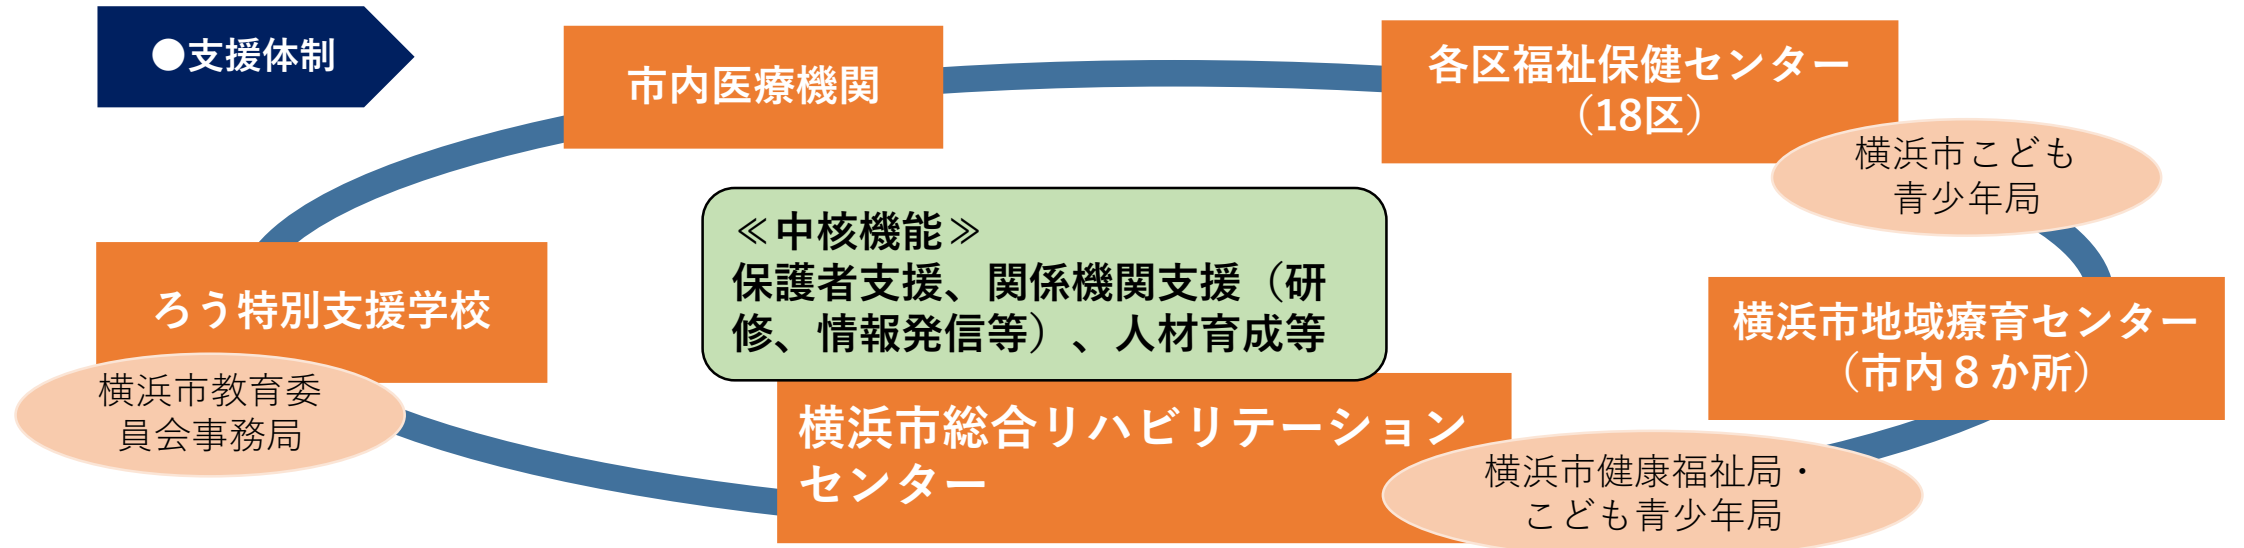 ●支援体制
市内医療機関
各区福祉保健センター
（18区）
横浜市こども
青少年局
≪中核機能≫
保護者支援、関係機関支援（研
修、情報発信等）、人材育成等
ろう特別支援学校
横浜市教育委
員会事務局
横浜市地域療育センター
（市内８か所）
横浜市総合リハビリテーション
センター
横浜市健康福祉局・
こども青少年局